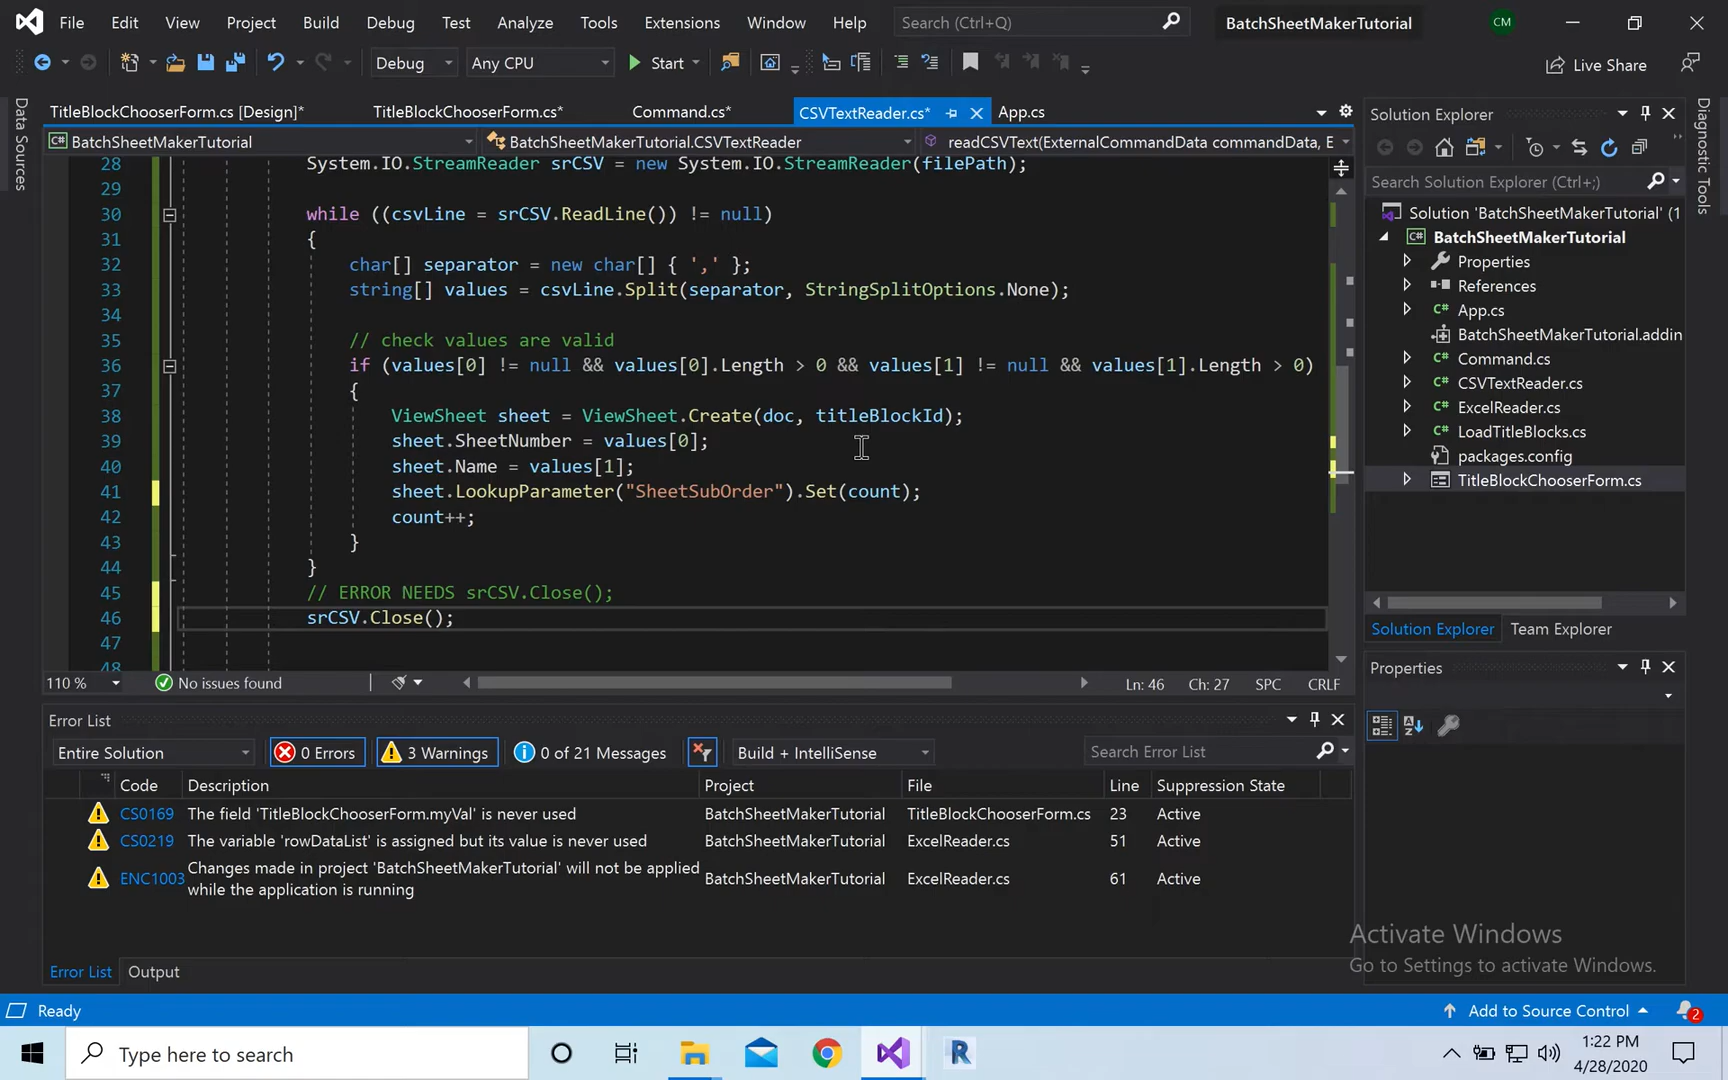 File Edit View Project Build Debug Test Analyze Tools Extensions Window Help Search (Ctrl+Q) BatchSheetMakerTutorial CM
Debug Any CPU Start Live Share
TitleBlockChooserForm.cs [Design]* TitleBlockChooserForm.cs* Command.cs* CSVTextReader.cs* App.cs
BatchSheetMakerTutorial BatchSheetMakerTutorial.CSVTextReader readCSVText(ExternalCommandData commandData, E
Data Sources
28 System.IO.StreamReader srCSV = new System.IO.StreamReader(filePath);
29
30 while ((csvLine = srCSV.ReadLine()) != null)
31 {
32 char[] separator = new char[] { ',' };
33 string[] values = csvLine.Split(separator, StringSplitOptions.None);
34
35 // check values are valid
36 if (values[0] != null && values[0].Length > 0 && values[1] != null && values[1].Length > 0)
37 {
38 ViewSheet sheet = ViewSheet.Create(doc, titleBlockId);
39 sheet.SheetNumber = values[0];
40 sheet.Name = values[1];
41 sheet.LookupParameter("SheetSubOrder").Set(count);
42 count++;
43 }
44 }
45 // ERROR NEEDS srCSV.Close();
46 srCSV.Close();
47
48
110 % No issues found Ln: 46 Ch: 27 SPC CRLF
Solution Explorer
Search Solution Explorer (Ctrl+;)
Solution 'BatchSheetMakerTutorial' (1
BatchSheetMakerTutorial
Properties
References
App.cs
BatchSheetMakerTutorial.addin
Command.cs
CSVTextReader.cs
ExcelReader.cs
LoadTitleBlocks.cs
packages.config
TitleBlockChooserForm.cs
Solution Explorer Team Explorer
Properties
Diagnostic Tools
Error List
Entire Solution 0 Errors 3 Warnings 0 of 21 Messages Build + IntelliSense Search Error List
Code Description Project File Line Suppression State
CS0169 The field 'TitleBlockChooserForm.myVal' is never used BatchSheetMakerTutorial TitleBlockChooserForm.cs 23 Active
CS0219 The variable 'rowDataList' is assigned but its value is never used BatchSheetMakerTutorial ExcelReader.cs 51 Active
ENC1003 Changes made in project 'BatchSheetMakerTutorial' will not be applied
while the application is running BatchSheetMakerTutorial ExcelReader.cs 61 Active
Activate Windows
Go to Settings to activate Windows.
Error List Output
Ready Add to Source Control 2
Type here to search R 1:22 PM
4/28/2020